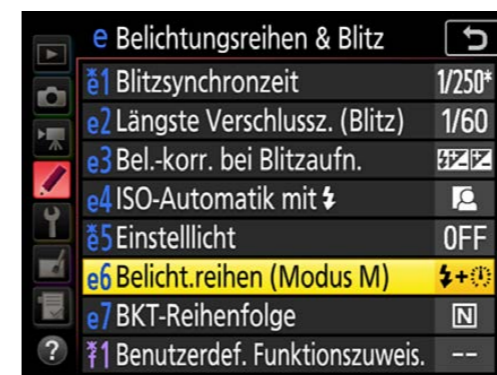 e Belichtungsreihen & Blitz
e1 Blitzsynchronzeit 1/250*
e2 Längste Verschlussz. (Blitz) 1/60
e3 Bel.-korr. bei Blitzaufn.
e4 ISO-Automatik mit
e5 Einstelllicht OFF
e6 Belicht.reihen (Modus M)
e7 BKT-Reihenfolge N
f1 Benutzerdef. Funktionszuweis. --